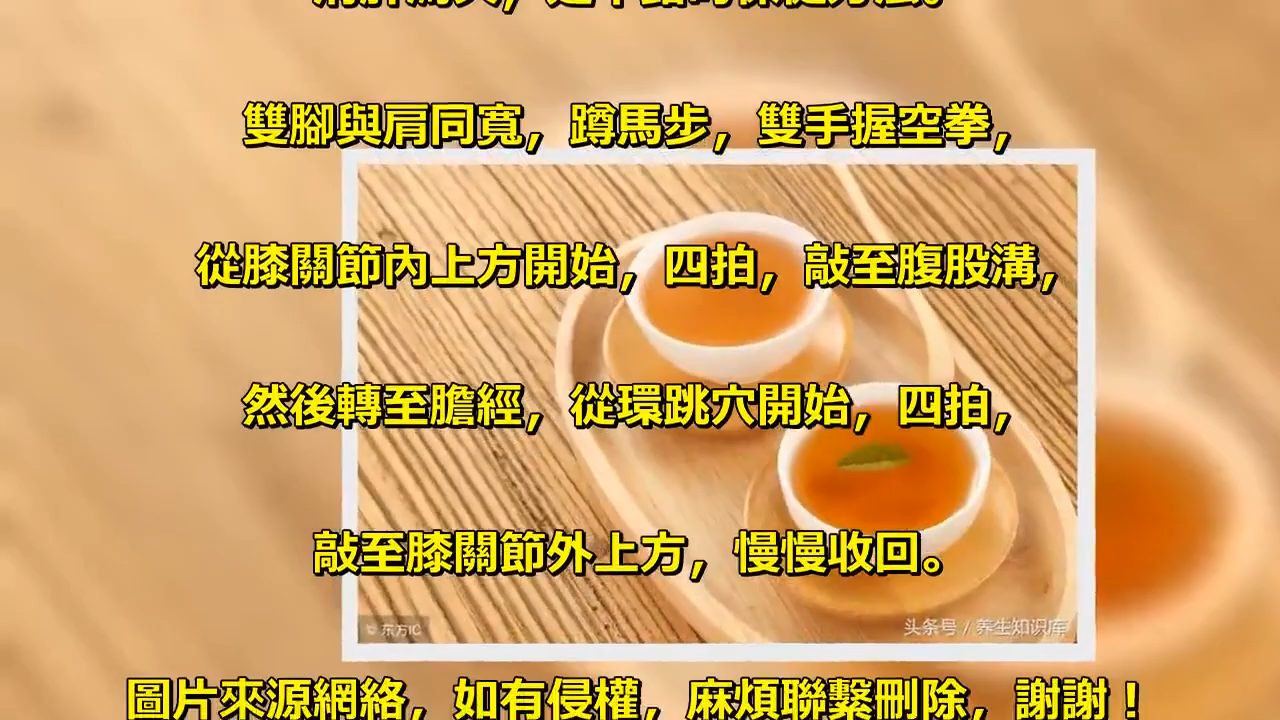 雙腳與肩同寬，蹲馬步，雙手握空拳，
從膝關節內上方開始，四拍，敲至腹股溝，
然後轉至膽經，從環跳穴開始，四拍，
敲至膝關節外上方，慢慢收回。
© 东方IC
头条号 / 养生知识库
圖片來源網絡，如有侵權，麻煩聯繫刪除，謝謝！